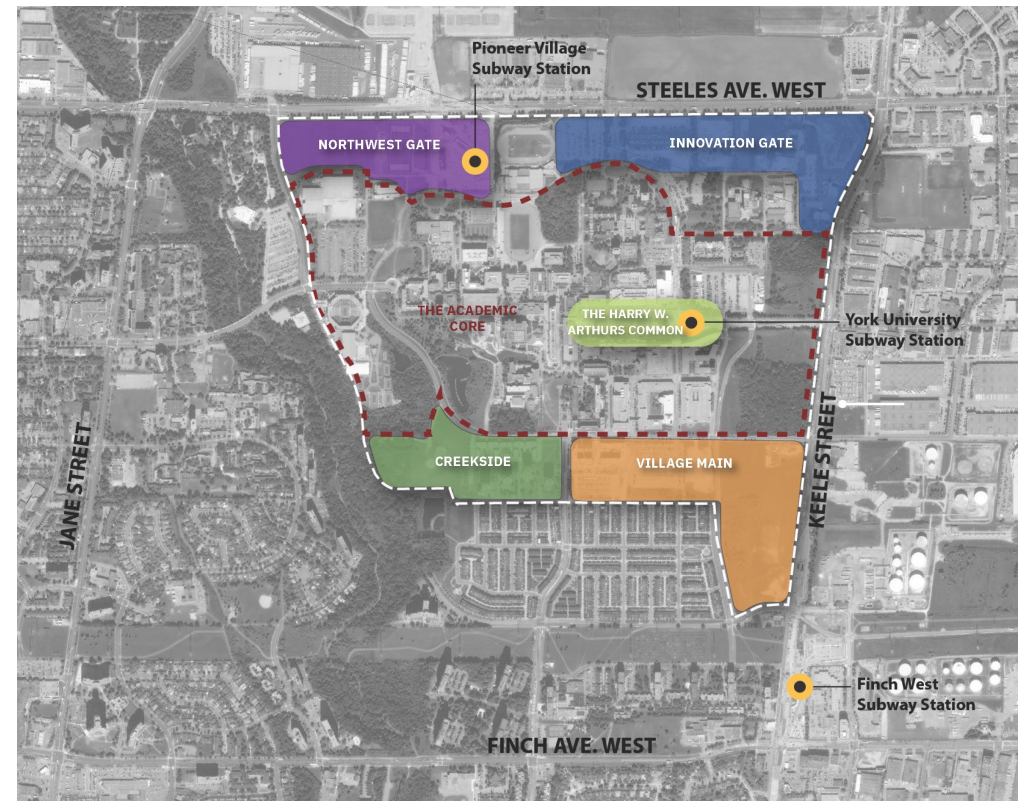 Pioneer Village
Subway Station
STEELES AVE. WEST
NORTHWEST GATE
INNOVATION GATE
THE ACADEMIC
CORE
THE HARRY W.
ARTHURS COMMON
York University
Subway Station
JANE STREET
KEELE STREET
CREEKSIDE
VILLAGE MAIN
Finch West
Subway Station
FINCH AVE. WEST